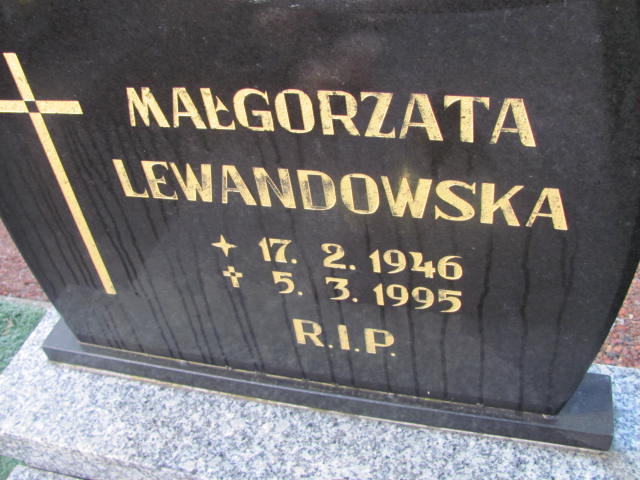 MAŁGORZATA
LEWANDOWSKA
17. 2. 1946
5. 3. 1995
R.I.P.